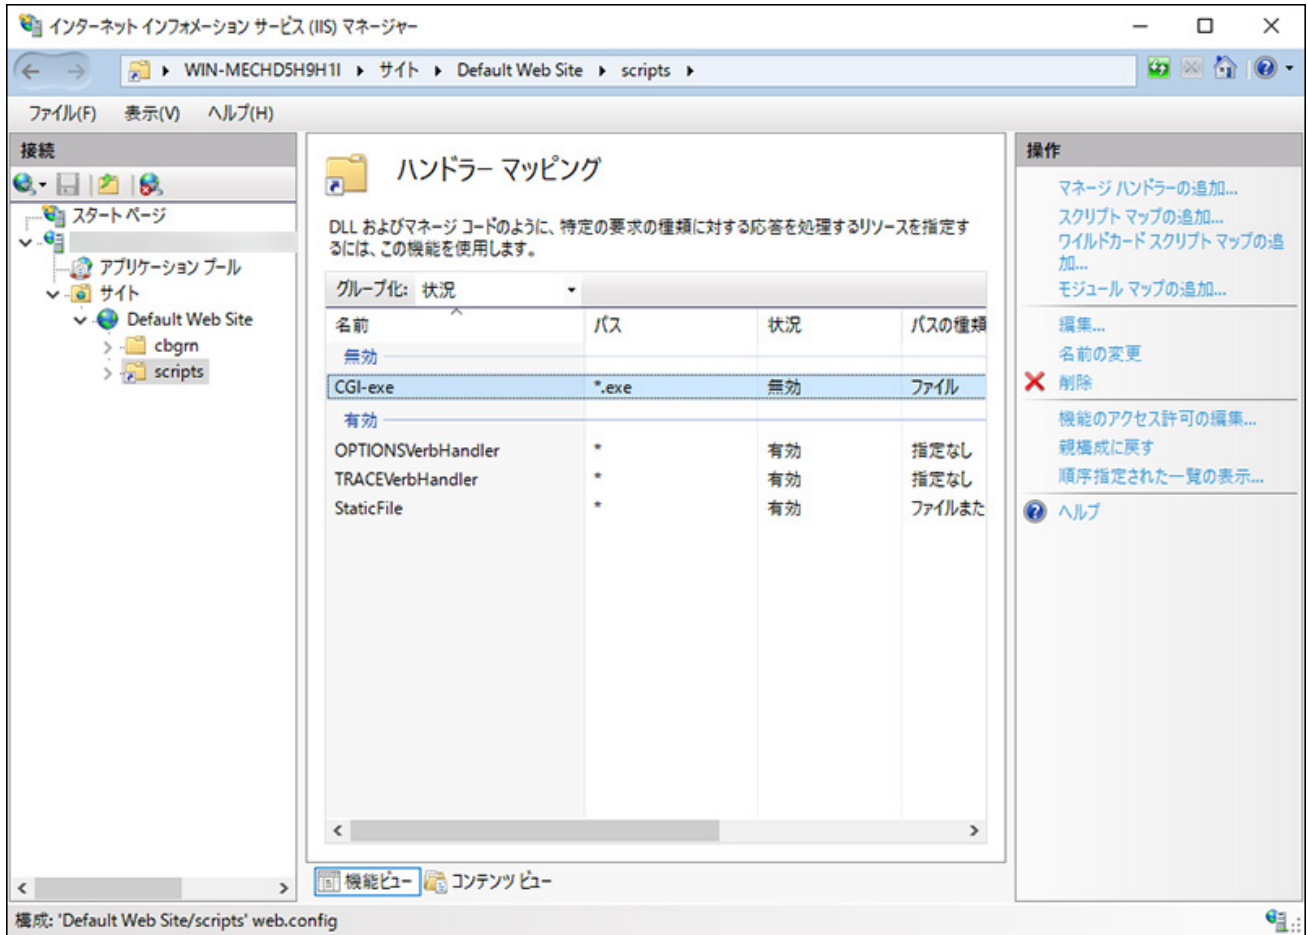 インターネット インフォメーション サービス (IIS) マネージャー
WIN-MECHD5H9H1I
サイト
Default Web Site
scripts
ファイル(F) 表示(V) ヘルプ(H)
接続
スタート ページ
アプリケーション プール
サイト
Default Web Site
cbgrn
scripts
ハンドラー マッピング
DLL およびマネージ コードのように、特定の要求の種類に対する応答を処理するリソースを指定す
るには、この機能を使用します。
グループ化: 状況
名前 パス 状況 パスの種類
無効
CGI-exe *.exe 無効 ファイル
有効
OPTIONSVerbHandler * 有効 指定なし
TRACEVerbHandler * 有効 指定なし
StaticFile * 有効 ファイルまた
機能ビュー コンテンツ ビュー
操作
マネージ ハンドラーの追加...
スクリプト マップの追加...
ワイルドカード スクリプト マップの追
加...
モジュール マップの追加...
編集...
名前の変更
削除
機能のアクセス許可の編集...
親構成に戻す
順序指定された一覧の表示...
ヘルプ
構成: 'Default Web Site/scripts' web.config